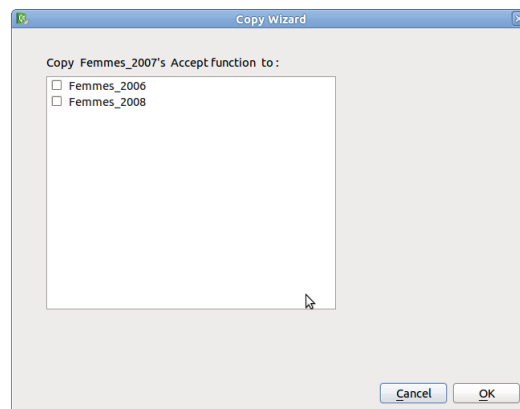 Copy Wizard
Copy Femmes_2007's Accept function to :
Femmes_2006
Femmes_2008
Cancel
OK